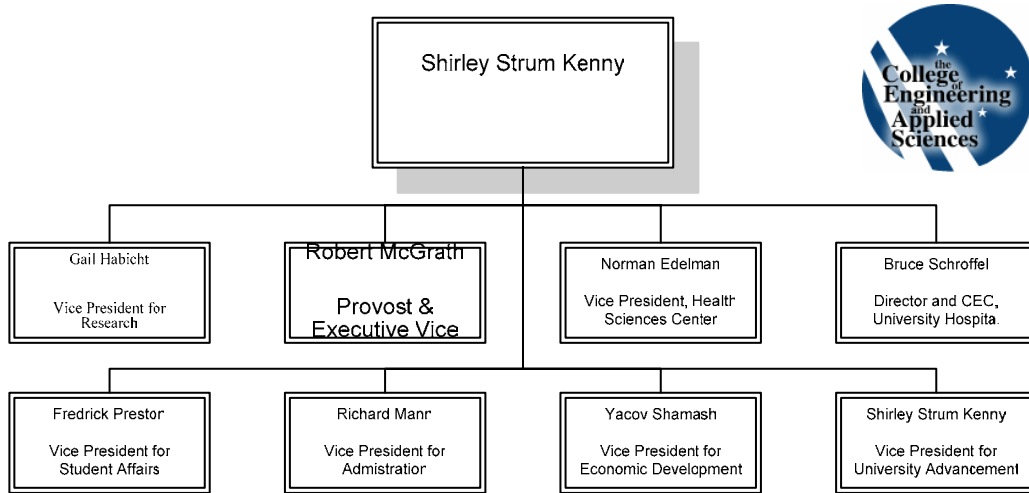 Shirley Strum Kenny
the
College
of
Engineering
and
Applied
Sciences
Gail Habicht
Vice President for
Research
Robert McGrath
Provost &
Executive Vice
Norman Edelman
Vice President, Health
Sciences Center
Bruce Schroffel
Director and CEC,
University Hospita.
Fredrick Preston
Vice President for
Student Affairs
Richard Mann
Vice President for
Admistration
Yacov Shamash
Vice President for
Economic Development
Shirley Strum Kenny
Vice President for
University Advancement